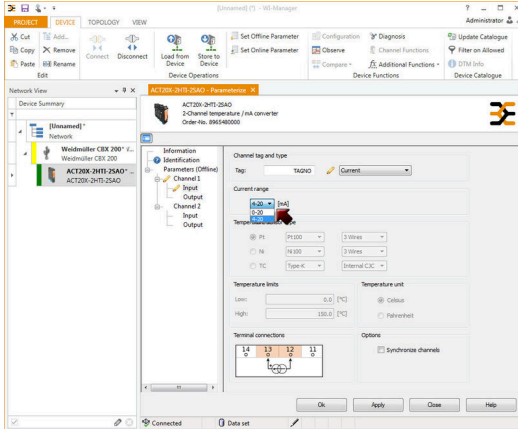 [Unnamed] (*) - WI-Manager
PROJECT DEVICE TOPOLOGY VIEW Administrator
Cut Add... Set Offline Parameter Configuration Diagnosis Update Catalogue
Copy Remove Connect Disconnect Load from Device Store to Device Set Online Parameter Observe Channel Functions Filter on Allowed
Paste Rename Compare Additional Functions DTM Info
Edit Device Operations Device Functions Device Catalogue
Network View
ACT20X-2HTI-2SAO - Parameterize
Device Summary
[Unnamed]*
Network
Weidmüller CBX 200*
Weidmüller CBX 200
ACT20X-2HTI-2SAO*
ACT20X-2HTI-2SAO
ACT20X-2HTI-2SAO
2-Channel temperature / mA converter
Order-No. 8965480000
Information
Identification
Parameters (Offline)
Channel 1
Input
Output
Channel 2
Input
Output
Channel tag and type
Tag: TAGNO Current
Current range
4-20 [mA]
0-20
4-20
Pt Pt100 3 Wires
Ni Ni100 3 Wires
TC Type-K Internal CJC
Temperature limits Temperature unit
Low: 0.0 [°C] Celsius
High: 150.0 [°C] Fahrenheit
Terminal connections Options
14 13 12 11
Synchronize channels
Ok Apply Close Help
Connected Data set